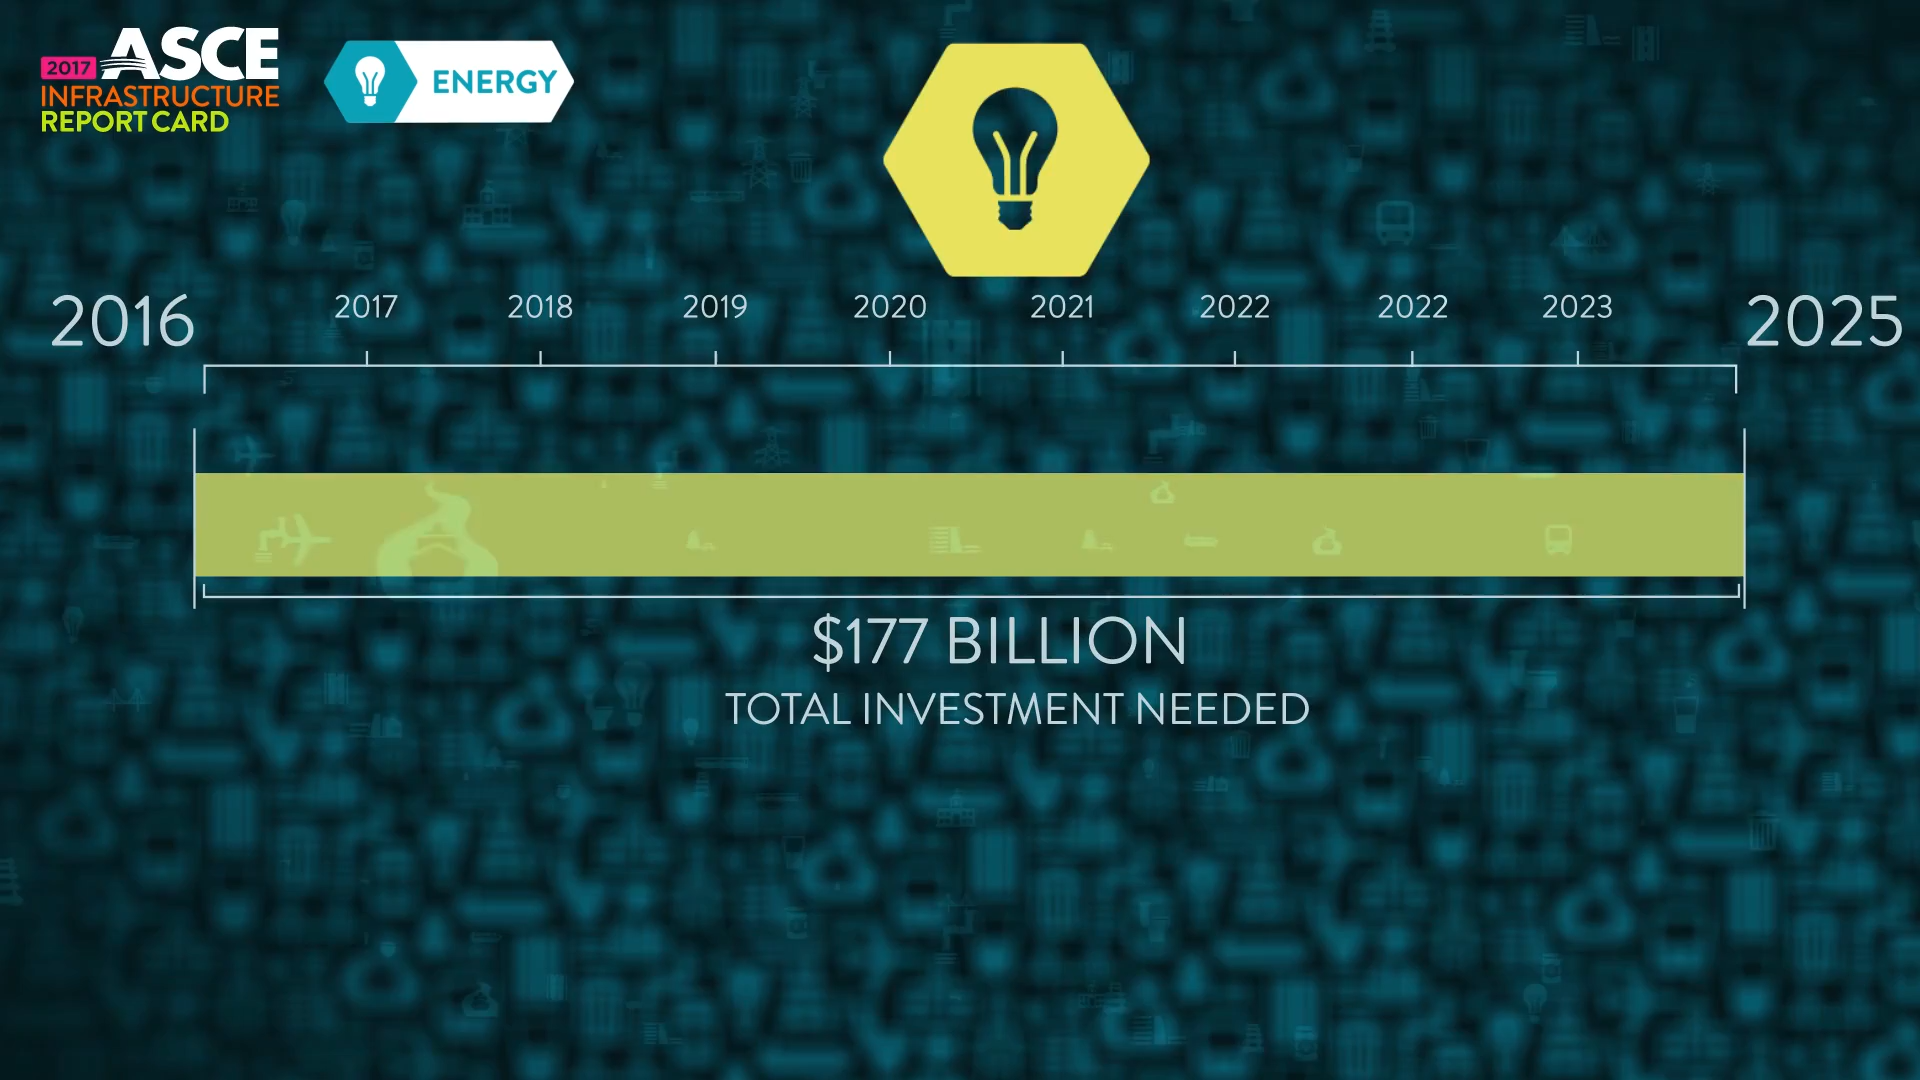 2017 ASCE
INFRASTRUCTURE
REPORT CARD
ENERGY
2016 2017 2018 2019 2020 2021 2022 2022 2023 2025
$177 BILLION
TOTAL INVESTMENT NEEDED